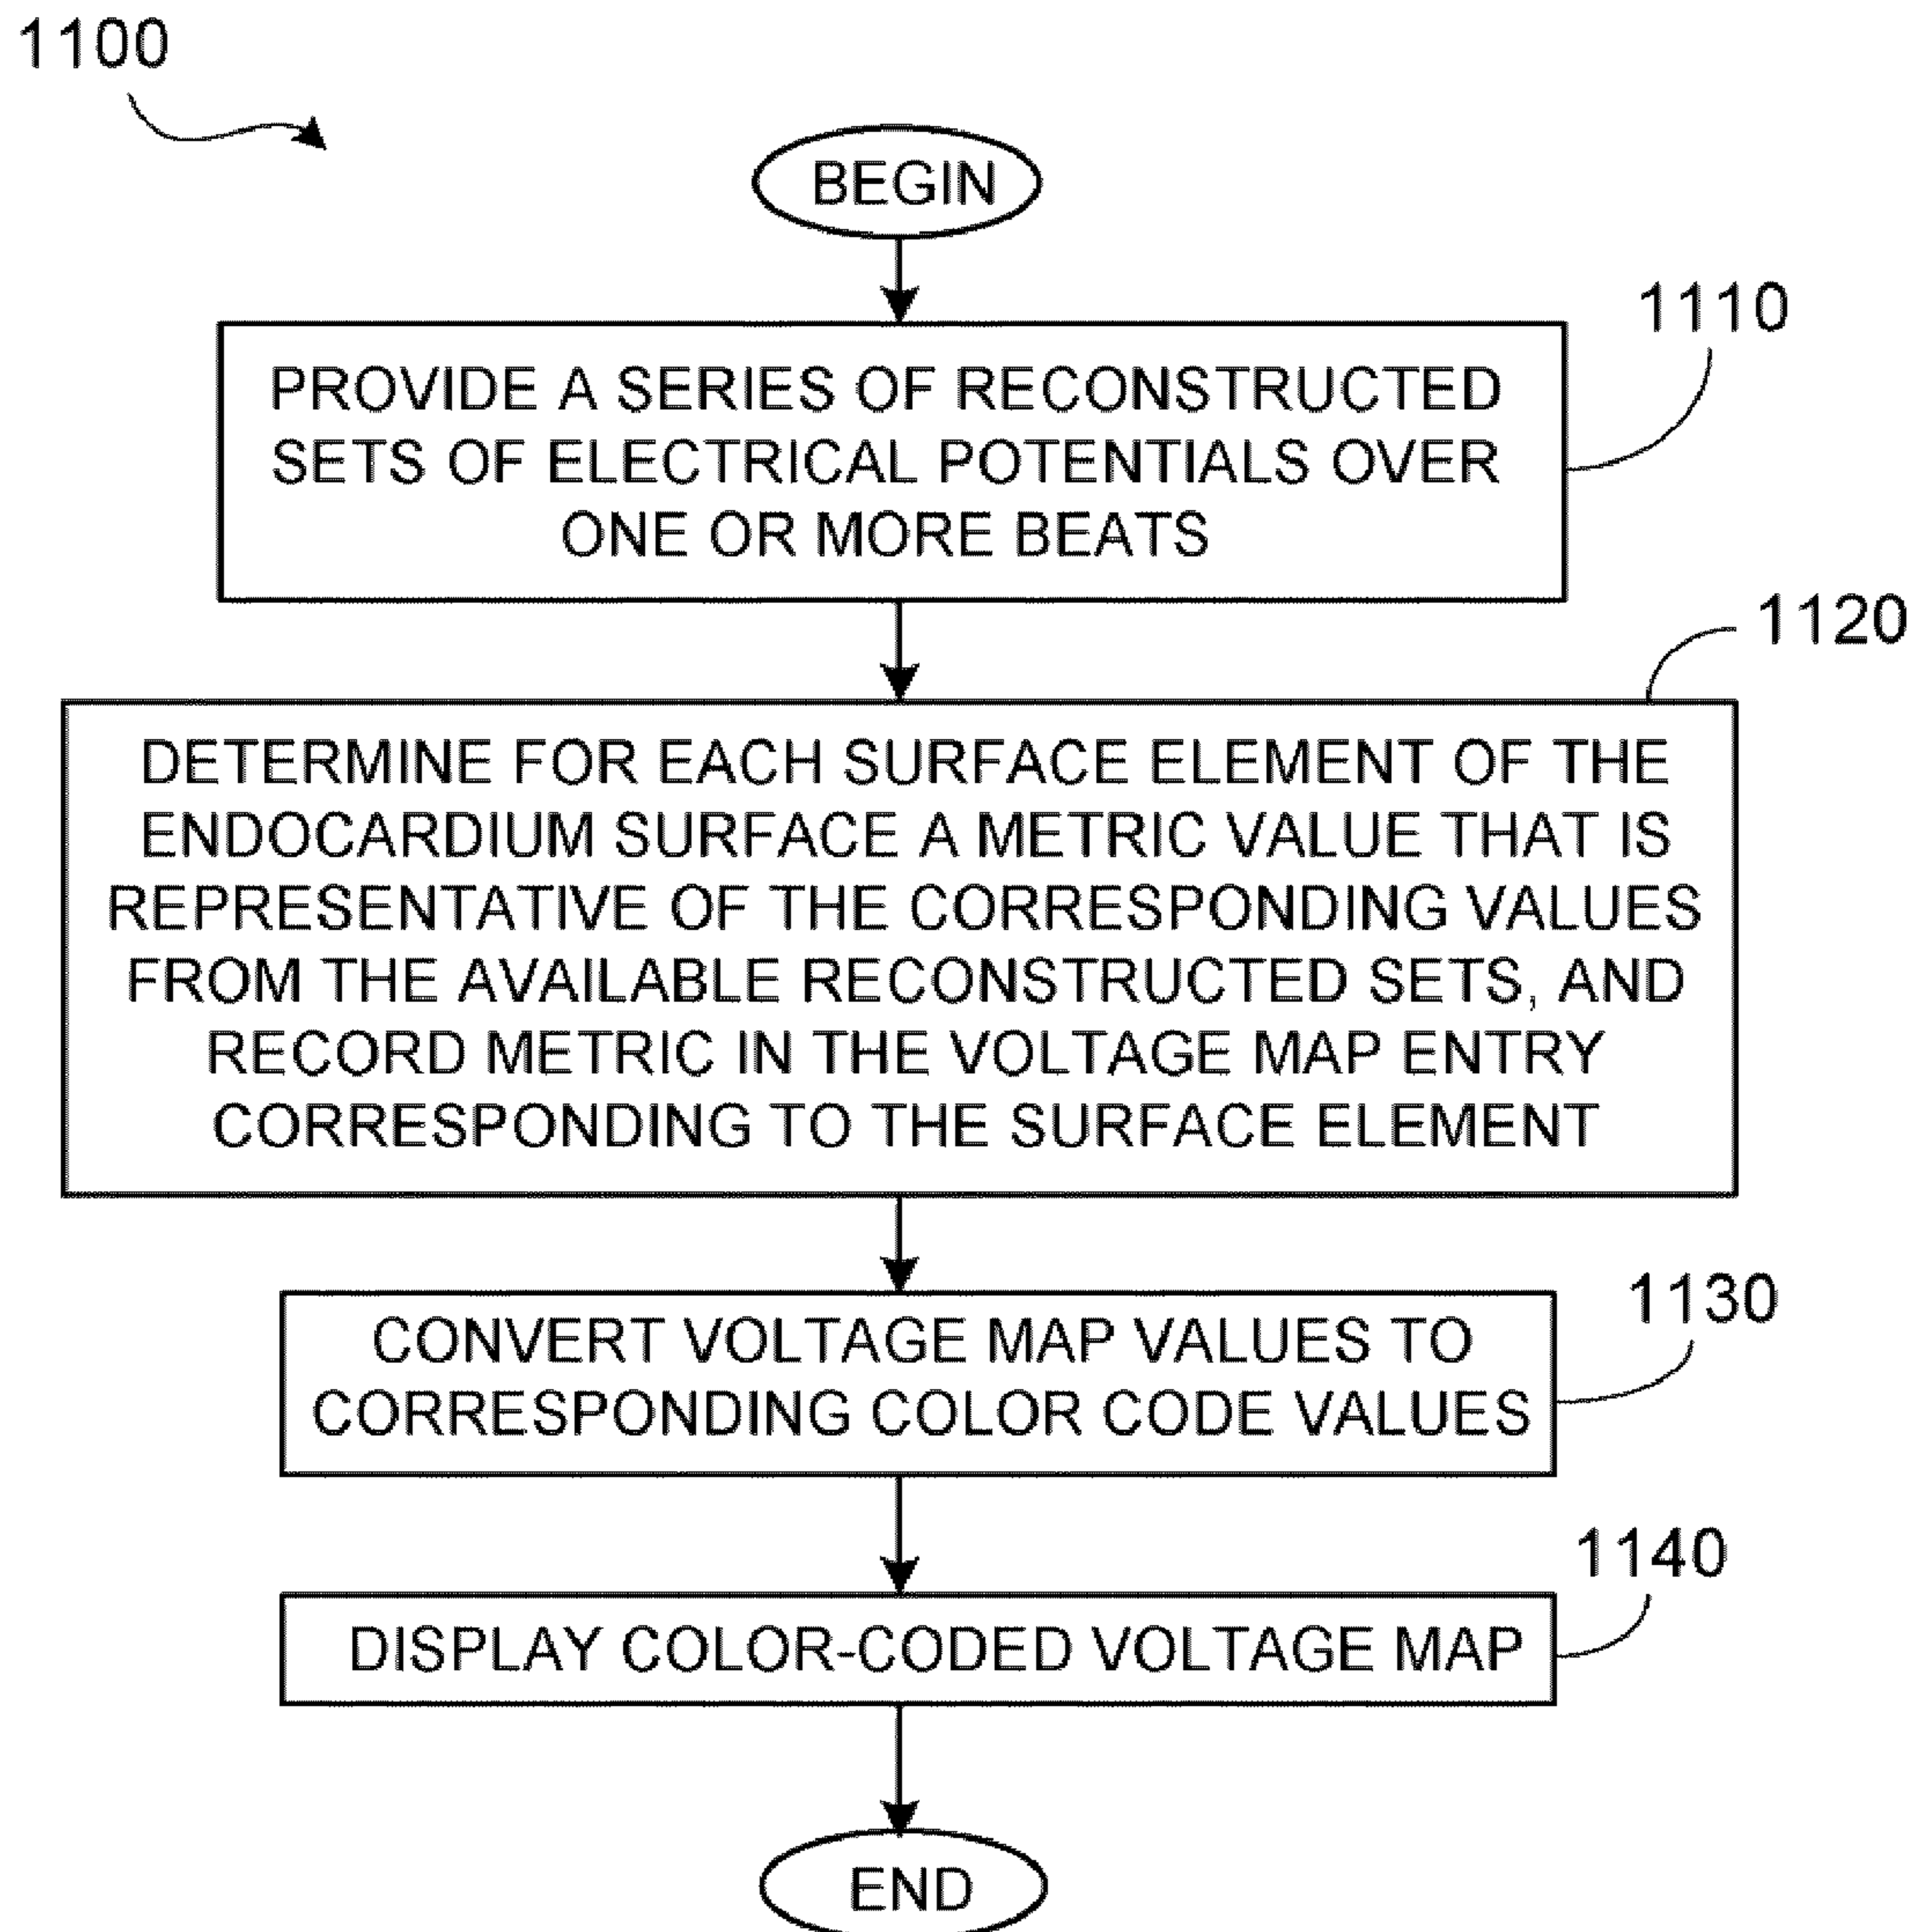 1100
BEGIN
1110
PROVIDE A SERIES OF RECONSTRUCTED
SETS OF ELECTRICAL POTENTIALS OVER
ONE OR MORE BEATS
1120
DETERMINE FOR EACH SURFACE ELEMENT OF THE
ENDOCARDIUM SURFACE A METRIC VALUE THAT IS
REPRESENTATIVE OF THE CORRESPONDING VALUES
FROM THE AVAILABLE RECONSTRUCTED SETS, AND
RECORD METRIC IN THE VOLTAGE MAP ENTRY
CORRESPONDING TO THE SURFACE ELEMENT
1130
CONVERT VOLTAGE MAP VALUES TO
CORRESPONDING COLOR CODE VALUES
1140
DISPLAY COLOR-CODED VOLTAGE MAP
END